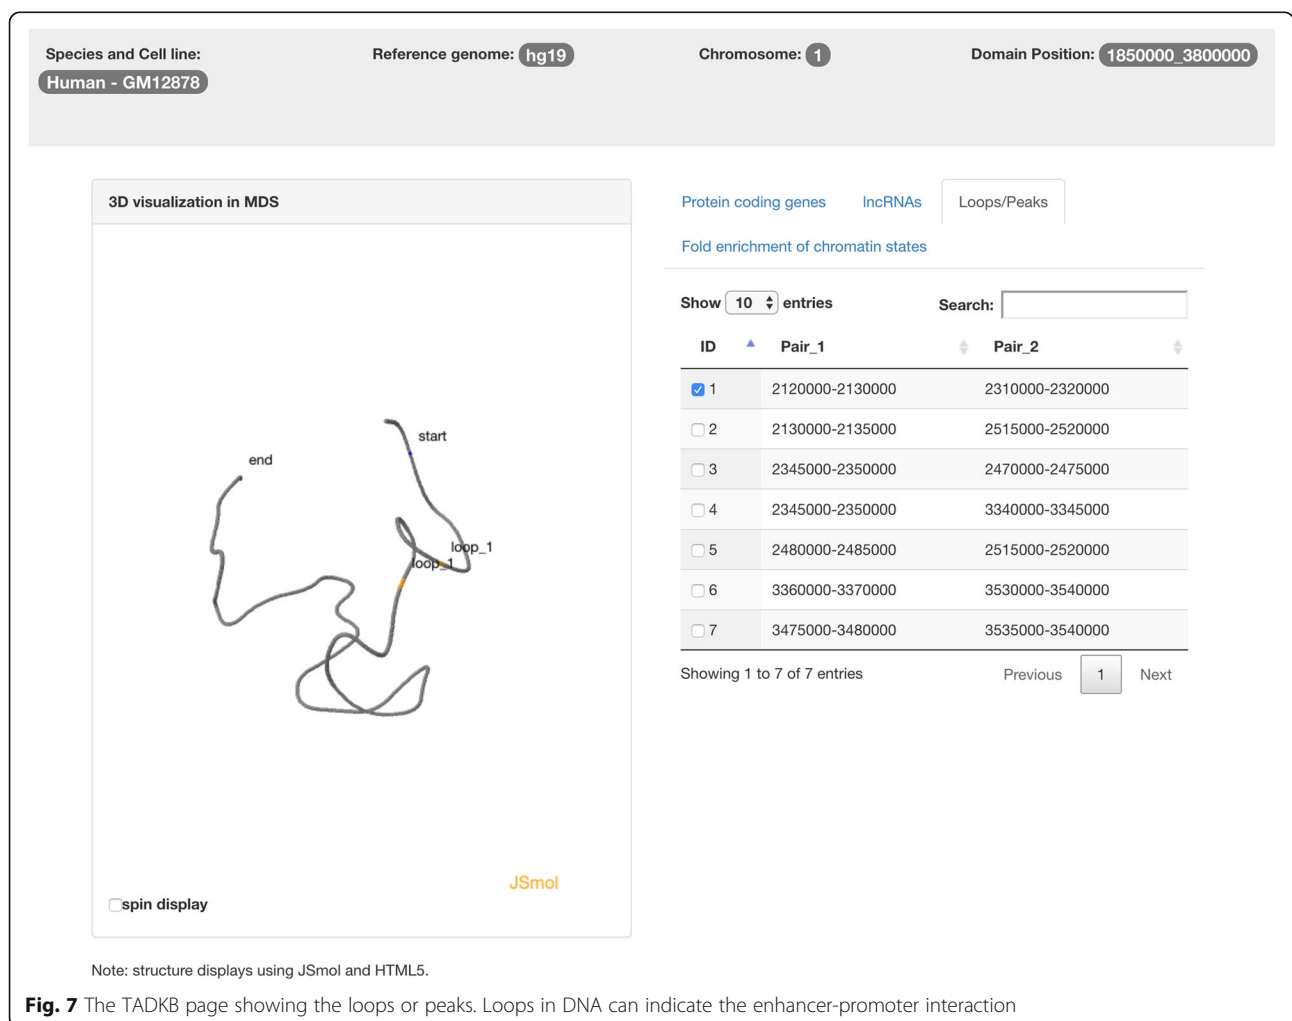 Species and Cell line: Reference genome: hg19 Chromosome: 1 Domain Position: 1850000_3800000
Human - GM12878
3D visualization in MDS
start
end
loop_1
loop_1
JSmol
spin display
Note: structure displays using JSmol and HTML5.
Protein coding genes lncRNAs Loops/Peaks
Fold enrichment of chromatin states
Show 10 entries Search:
ID Pair_1 Pair_2
1 2120000-2130000 2310000-2320000
2 2130000-2135000 2515000-2520000
3 2345000-2350000 2470000-2475000
4 2345000-2350000 3340000-3345000
5 2480000-2485000 2515000-2520000
6 3360000-3370000 3530000-3540000
7 3475000-3480000 3535000-3540000
Showing 1 to 7 of 7 entries Previous 1 Next
Fig. 7 The TADKB page showing the loops or peaks. Loops in DNA can indicate the enhancer-promoter interaction